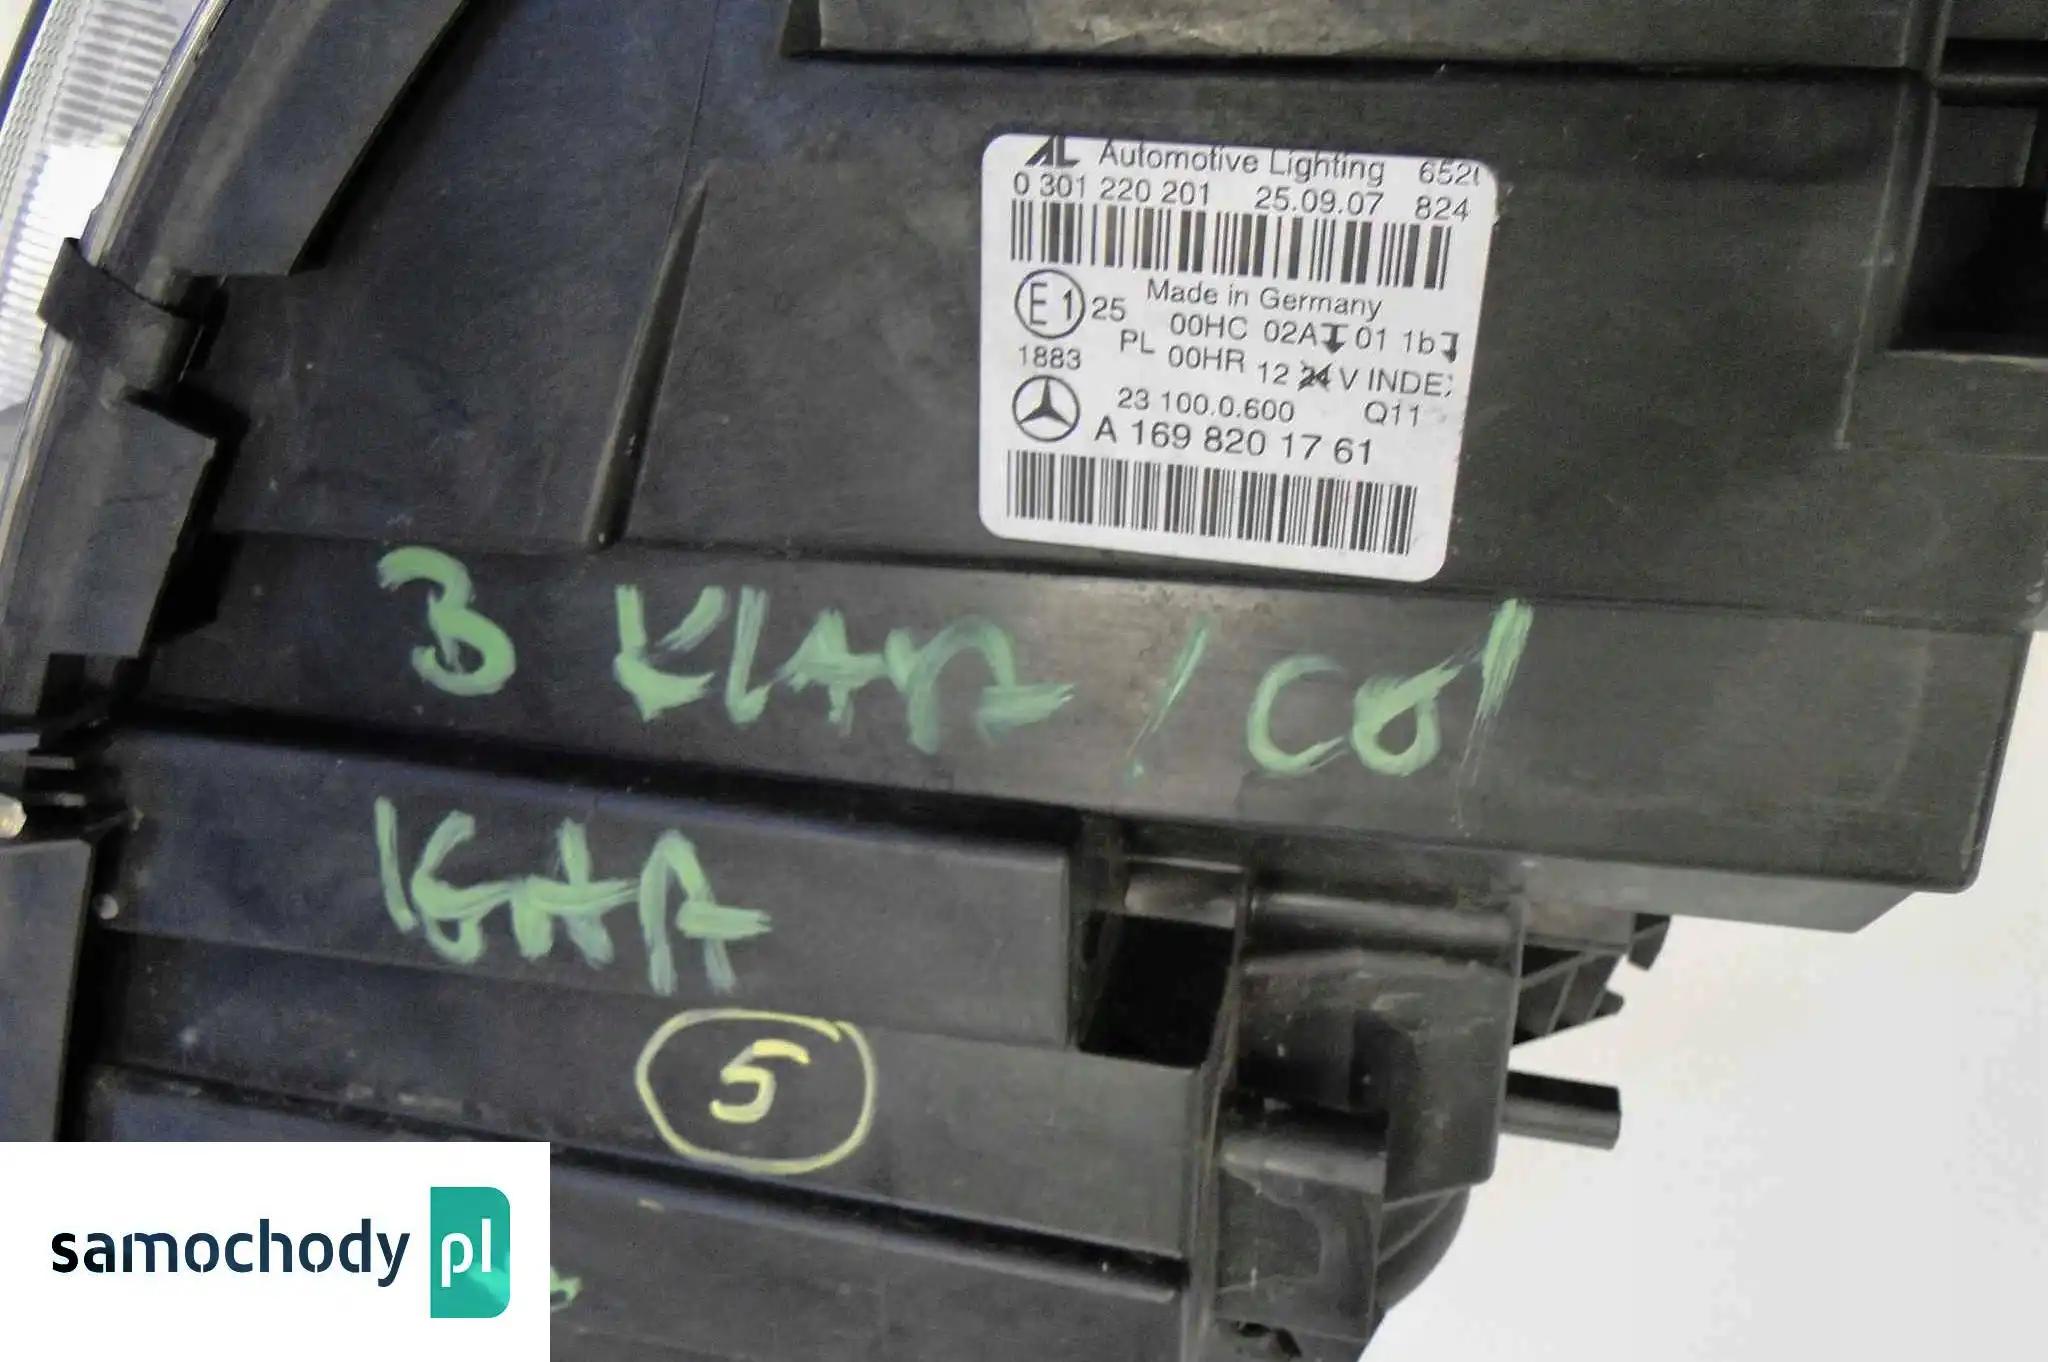 AL Automotive Lighting 652
0 301 220 201 25.09.07 824
Made in Germany
E1 25 00HC 02A 01 1b
PL 00HR 12 24 V INDEX
1883
23 100.0.600 Q11
A 169 820 17 61
3
5
samochody pl